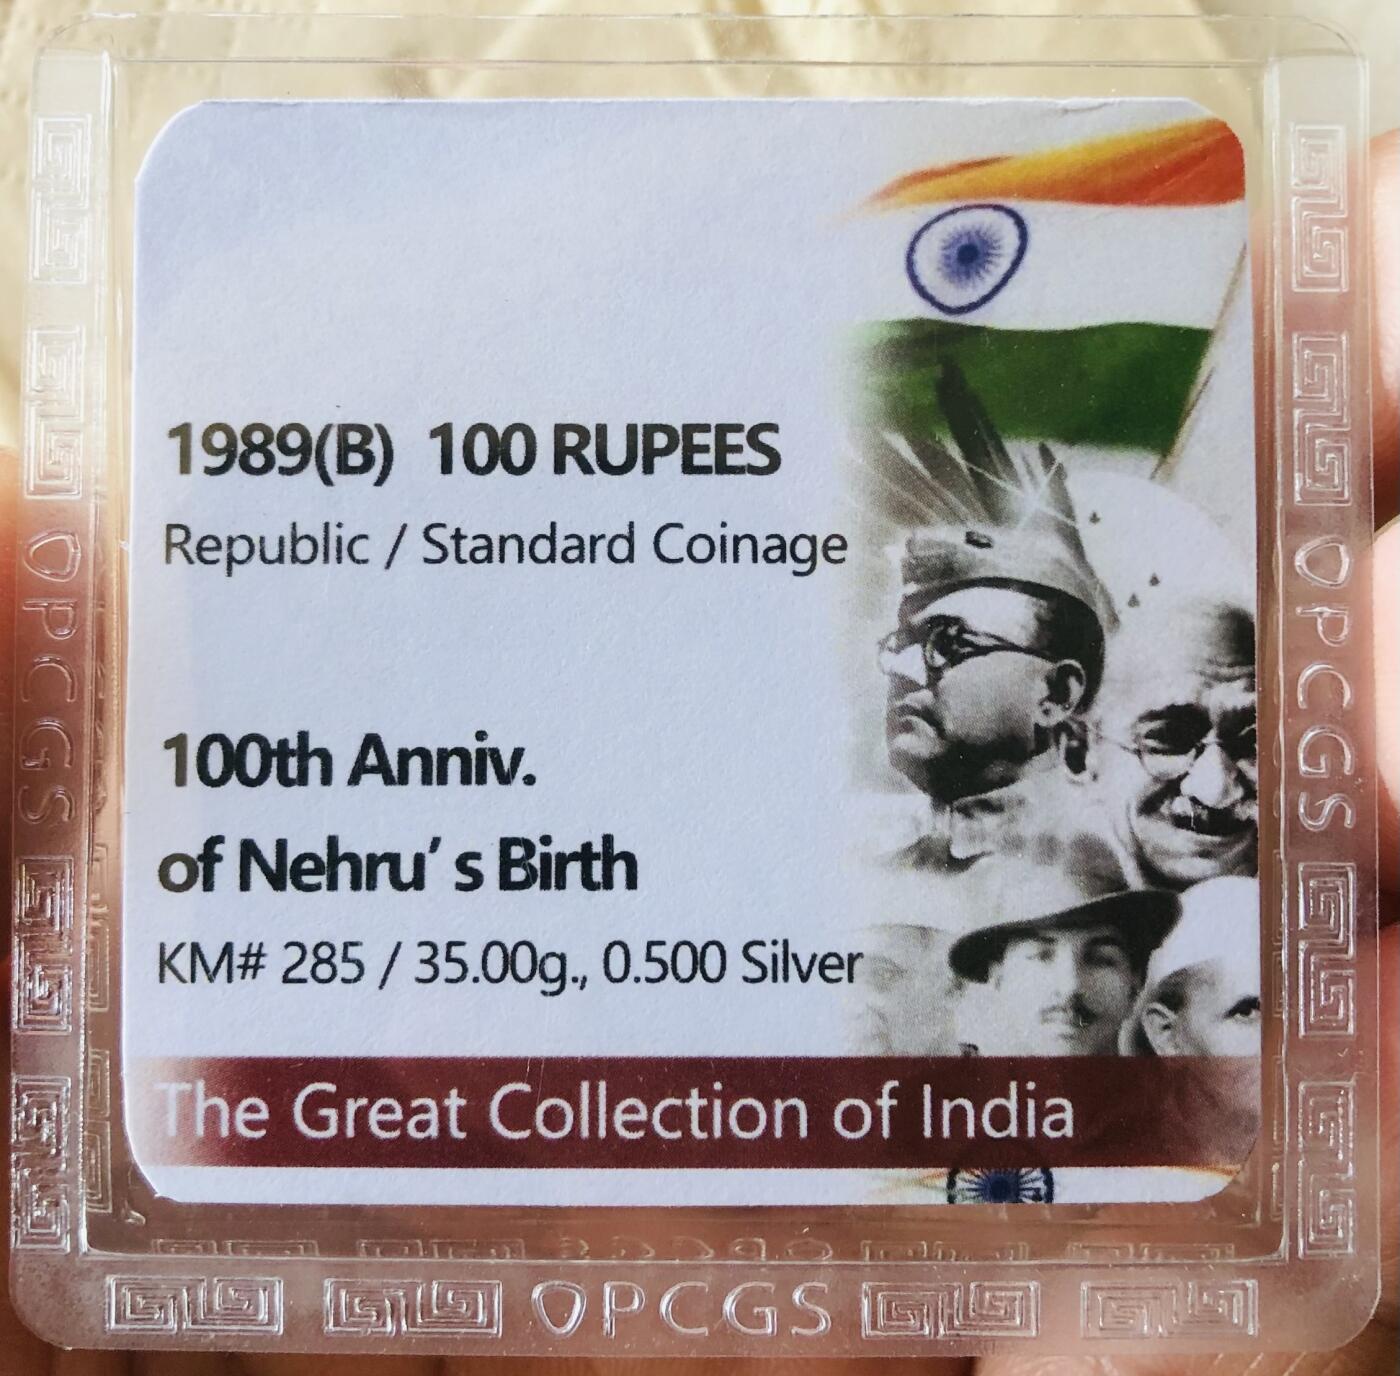 1989(B) 100 RUPEES
Republic / Standard Coinage
100th Anniv.
of Nehru's Birth
KM# 285 / 35.00g., 0.500 Silver
The Great Collection of India
OPCGS
OPCGS
OPCGS